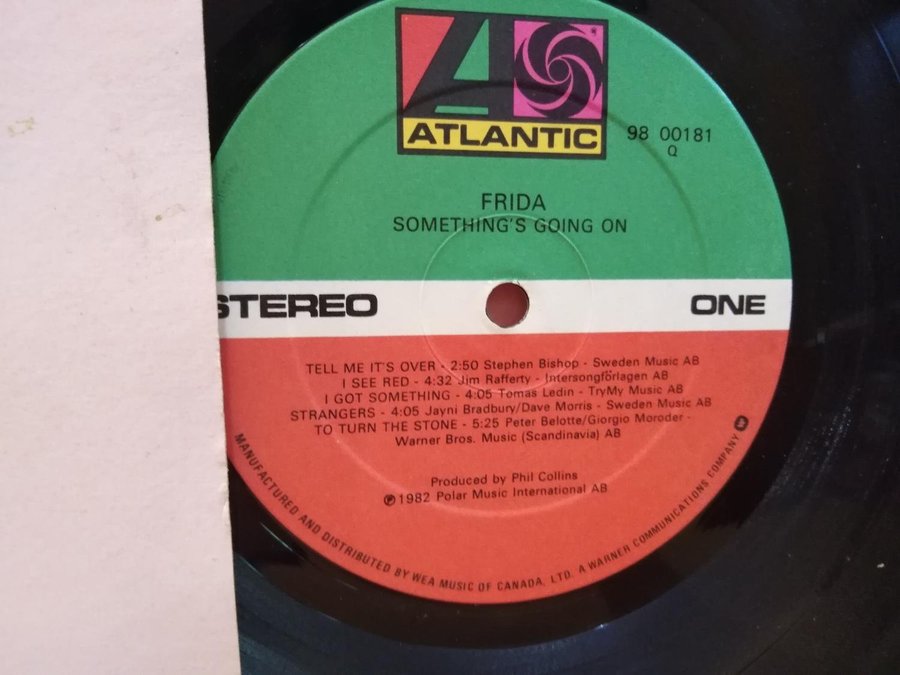 ATLANTIC
98 00181
Q
FRIDA
SOMETHING'S GOING ON
STEREO
ONE
TELL ME IT'S OVER - 2:50 Stephen Bishop - Sweden Music AB
I SEE RED - 4:32 Jim Rafferty - Intersongförlagen AB
I GOT SOMETHING - 4:05 Tomas Ledin - TryMy Music AB
STRANGERS - 4:05 Jayni Bradbury/Dave Morris - Sweden Music AB
TO TURN THE STONE - 5:25 Peter Belotte/Giorgio Moroder -
Warner Bros. Music (Scandinavia) AB
Produced by Phil Collins
℗1982 Polar Music International AB
MANUFACTURED AND DISTRIBUTED BY WEA MUSIC OF CANADA, LTD. A WARNER COMMUNICATIONS COMPANY